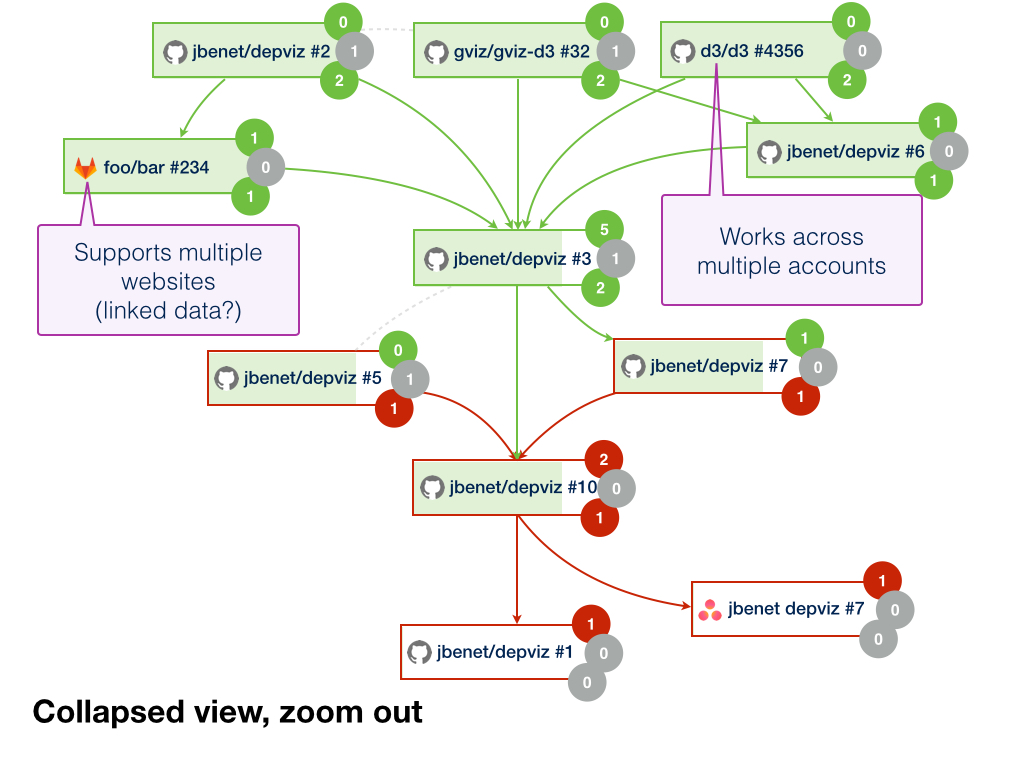 0
jbenet/depviz #2
1
2
0
gviz/gviz-d3 #32
1
2
0
d3/d3 #4356
0
2
1
foo/bar #234
0
1
1
jbenet/depviz #6
0
1
Supports multiple
websites
(linked data?)
Works across
multiple accounts
5
jbenet/depviz #3
1
2
0
jbenet/depviz #5
1
1
1
jbenet/depviz #7
0
1
2
jbenet/depviz #10
0
1
1
jbenet depviz #7
0
0
1
jbenet/depviz #1
0
0
Collapsed view, zoom out